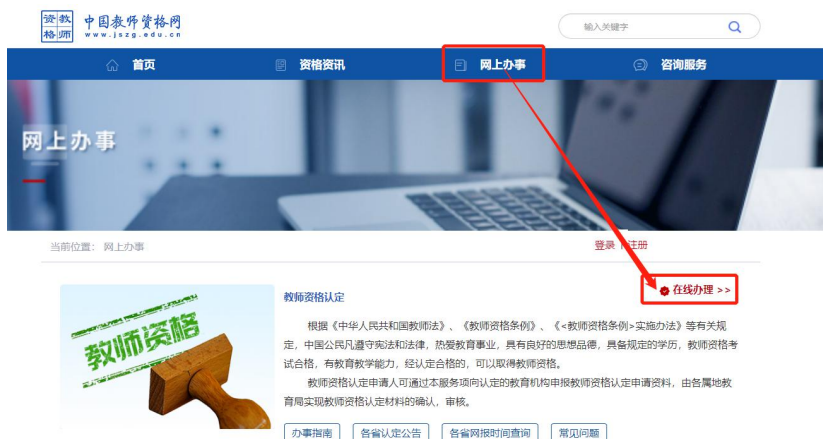 资教
格师
中国教师资格网
www.jszg.edu.cn
输入关键字
首页
资格资讯
网上办事
咨询服务
网上办事
当前位置： 网上办事
登录 | 注册
教师资格
教师资格认定
在线办理 >>
根据《中华人民共和国教师法》、《教师资格条例》、《<教师资格条例>实施办法》等有关规
定，中国公民凡遵守宪法和法律，热爱教育事业，具有良好的思想品德，具备规定的学历，教师资格考
试合格，有教育教学能力，经认定合格的，可以取得教师资格。
教师资格认定申请人可通过本服务项向认定的教育机构申报教师资格认定申请资料，由各属地教
育局实现教师资格认定材料的确认，审核。
办事指南
各省认定公告
各省网报时间查询
常见问题